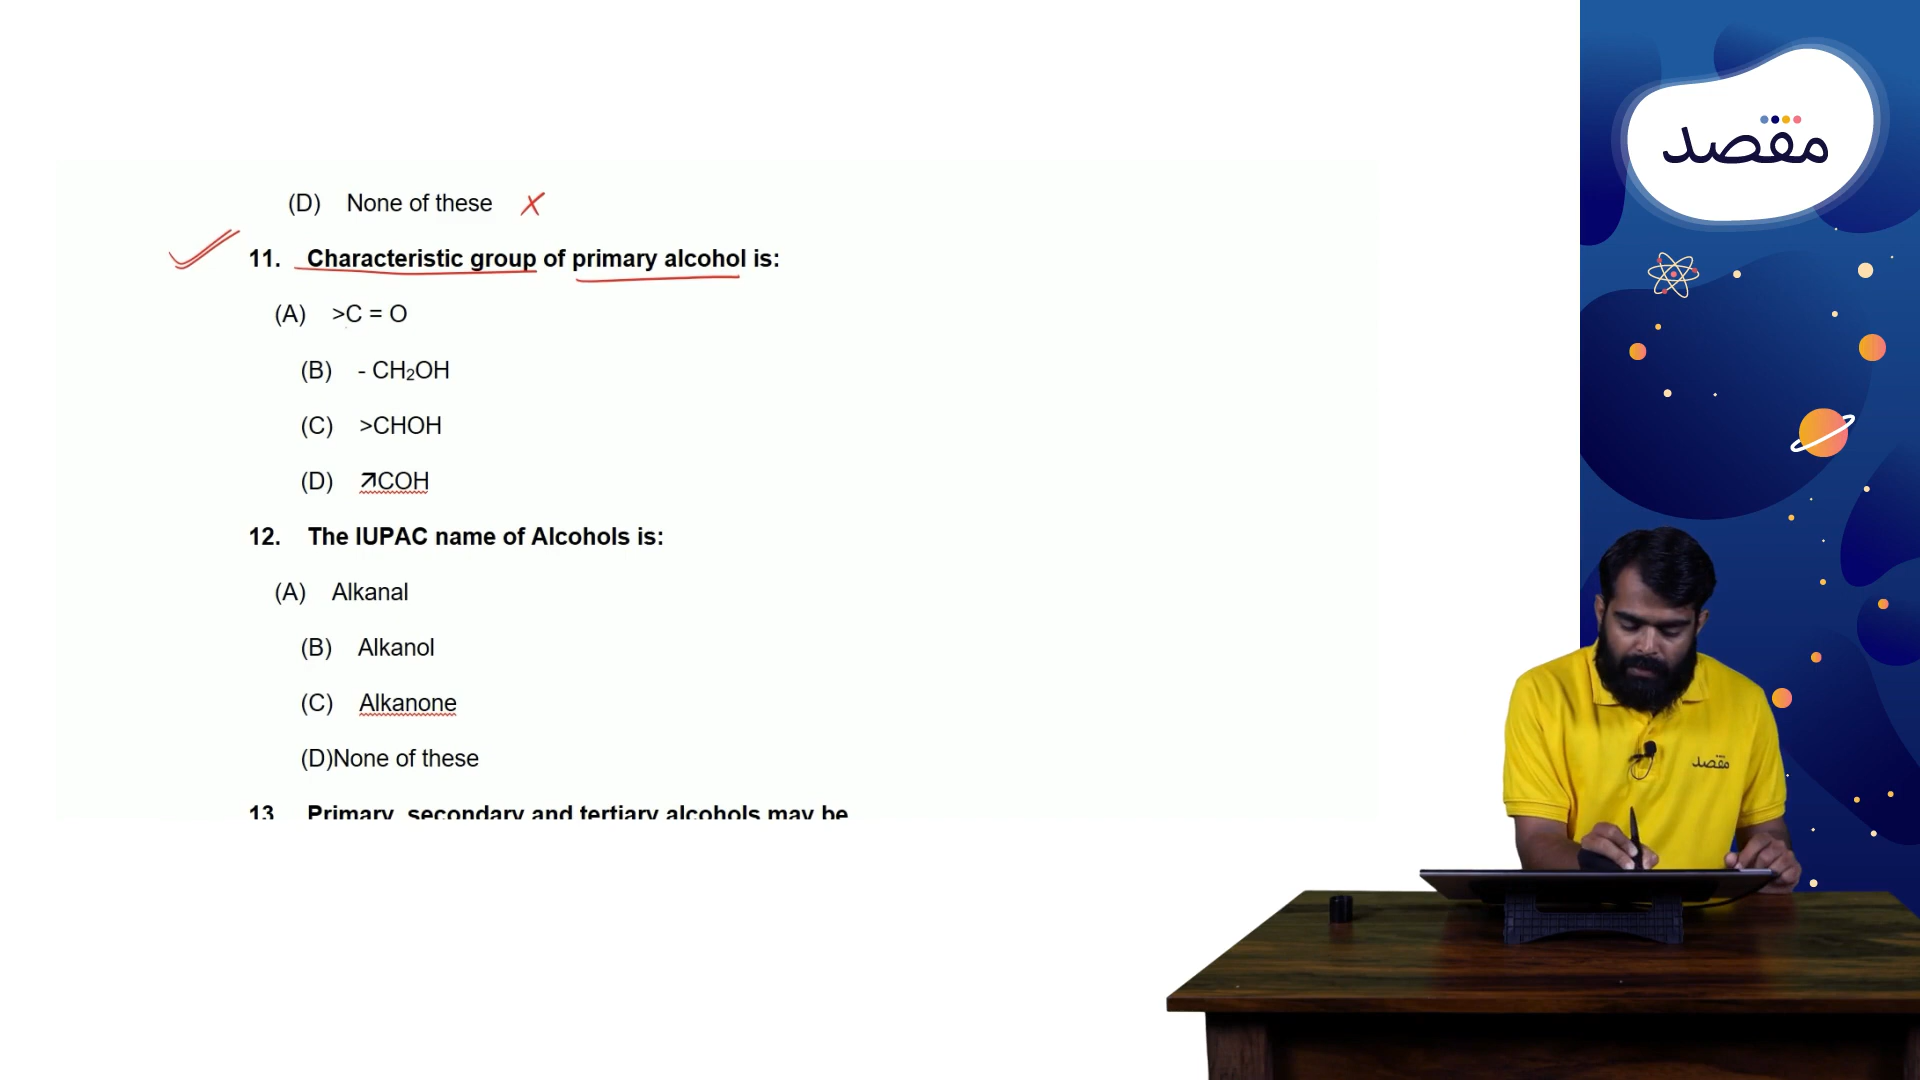 مقصد
(D) None of these
11. Characteristic group of primary alcohol is:
(A) >C = O
(B) - CH₂OH
(C) >CHOH
(D) ↗COH
12. The IUPAC name of Alcohols is:
(A) Alkanal
(B) Alkanol
(C) Alkanone
(D)None of these
13 Primary, secondary and tertiary alcohols may be
مقصد